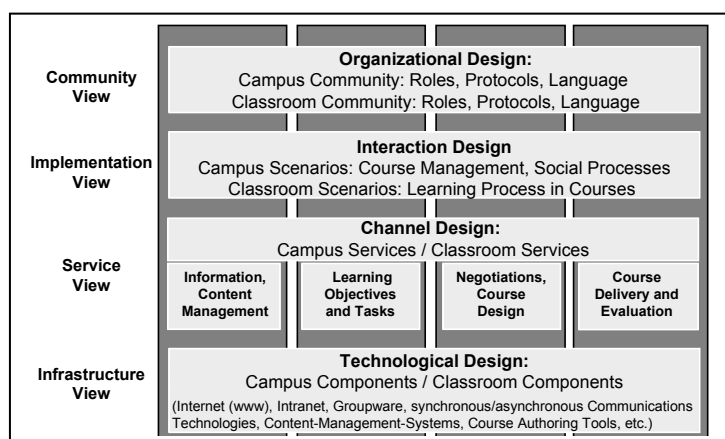 Community
View
Organizational Design:
Campus Community: Roles, Protocols, Language
Classroom Community: Roles, Protocols, Language
Implementation
View
Interaction Design
Campus Scenarios: Course Management, Social Processes
Classroom Scenarios: Learning Process in Courses
Service
View
Channel Design:
Campus Services / Classroom Services
Information,
Content
Management
Learning
Objectives
and Tasks
Negotiations,
Course
Design
Course
Delivery and
Evaluation
Infrastructure
View
Technological Design:
Campus Components / Classroom Components
(Internet (www), Intranet, Groupware, synchronous/asynchronous Communications
Technologies, Content-Management-Systems, Course Authoring Tools, etc.)